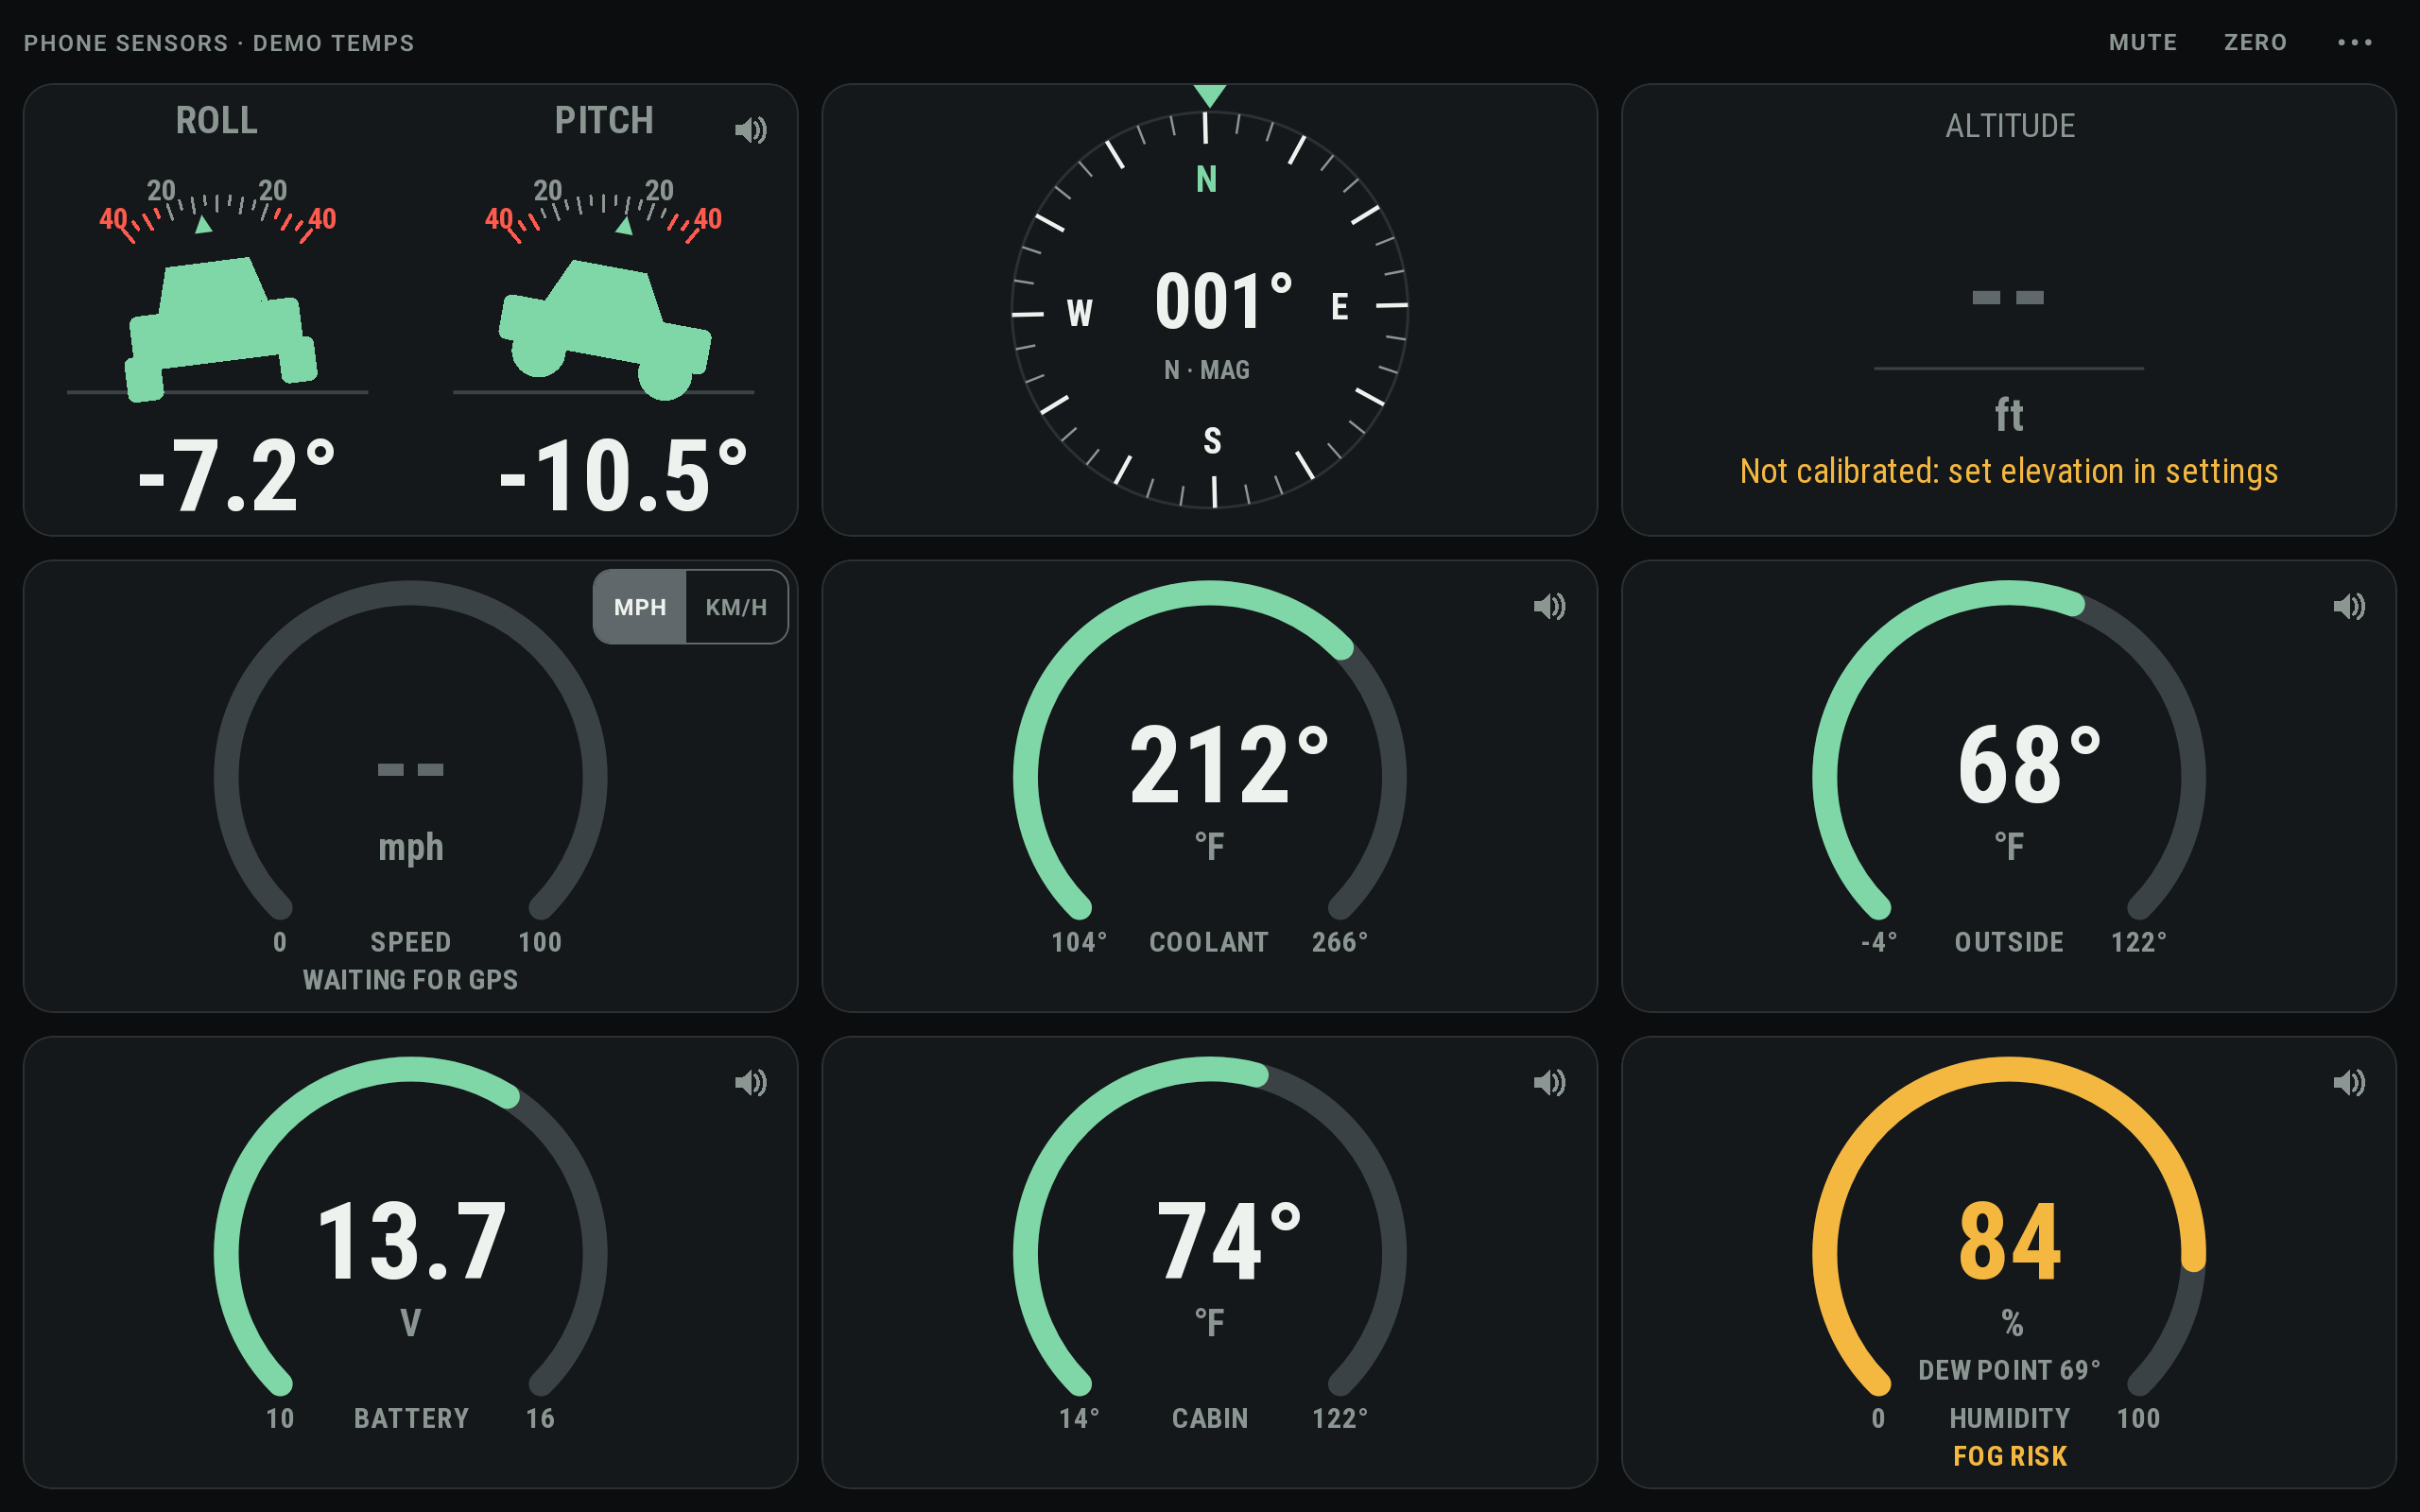 PHONE SENSORS · DEMO TEMPS
MUTE ZERO
ROLL
20 20
40 40
-7.2°
PITCH
20 20
40 40
-10.5°
N
W 001° E
N · MAG
S
ALTITUDE
--
ft
Not calibrated: set elevation in settings
MPH KM/H
--
mph
0 SPEED 100
WAITING FOR GPS
212°
°F
104° COOLANT 266°
68°
°F
-4° OUTSIDE 122°
13.7
V
10 BATTERY 16
74°
°F
14° CABIN 122°
84
%
DEW POINT 69°
0 HUMIDITY 100
FOG RISK